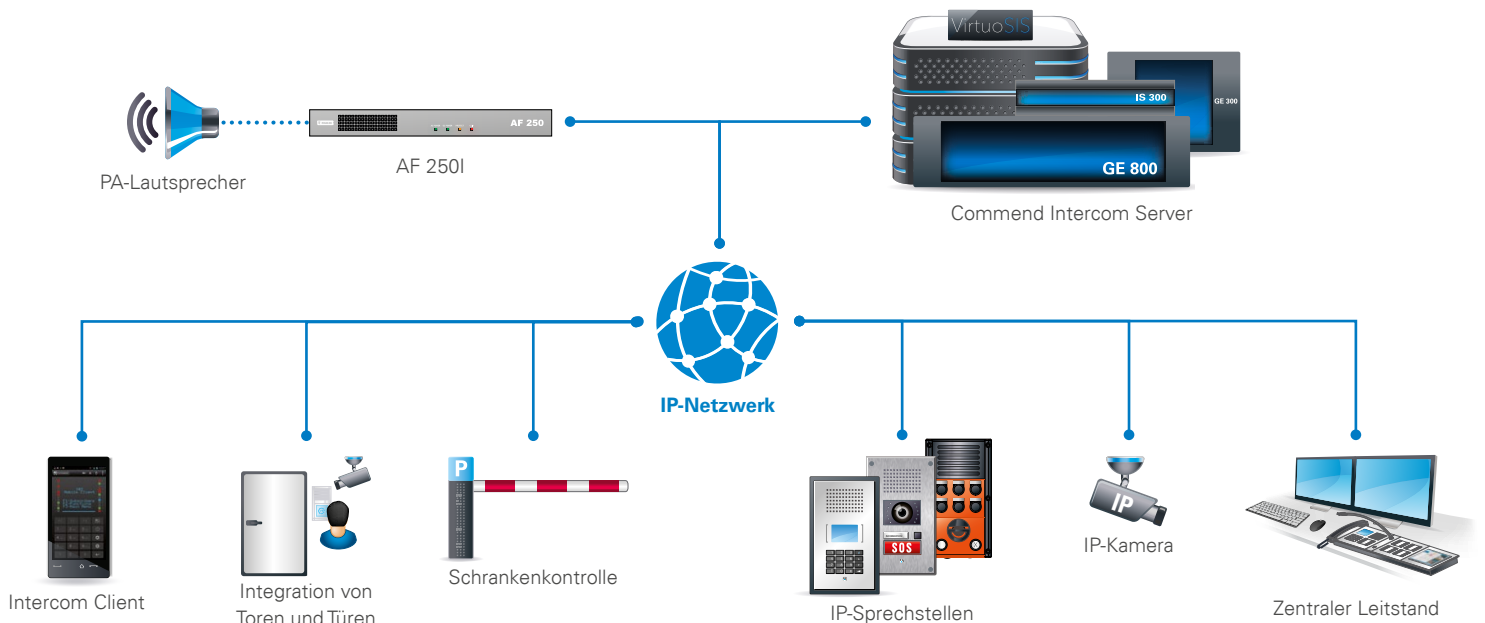 VirtuoSIS
IS 300
GE 300
GE 800
AF 250
PA-Lautsprecher
AF 250I
Commend Intercom Server
IP-Netzwerk
P
SOS
IP
Intercom Client
Integration von
Toren und Türen
Schrankenkontrolle
IP-Sprechstellen
IP-Kamera
Zentraler Leitstand